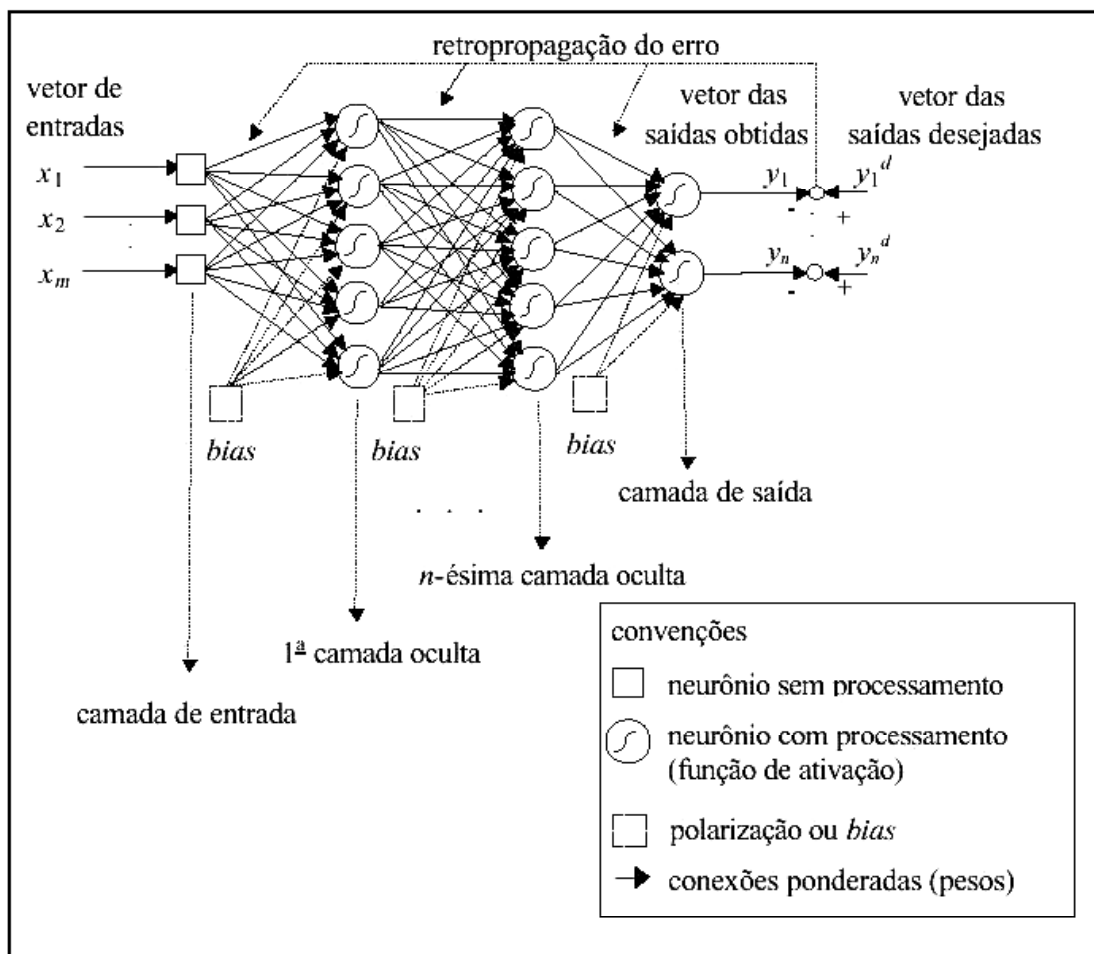 retropropagação do erro
vetor de
entradas
vetor das
saídas obtidas
vetor das
saídas desejadas
x1
x2
xm
y1
y1^d
-
+
yn
yn^d
-
+
bias
bias
bias
camada de saída
. . .
n-ésima camada oculta
1ª camada oculta
camada de entrada
convenções
neurônio sem processamento
neurônio com processamento
(função de ativação)
polarização ou bias
conexões ponderadas (pesos)